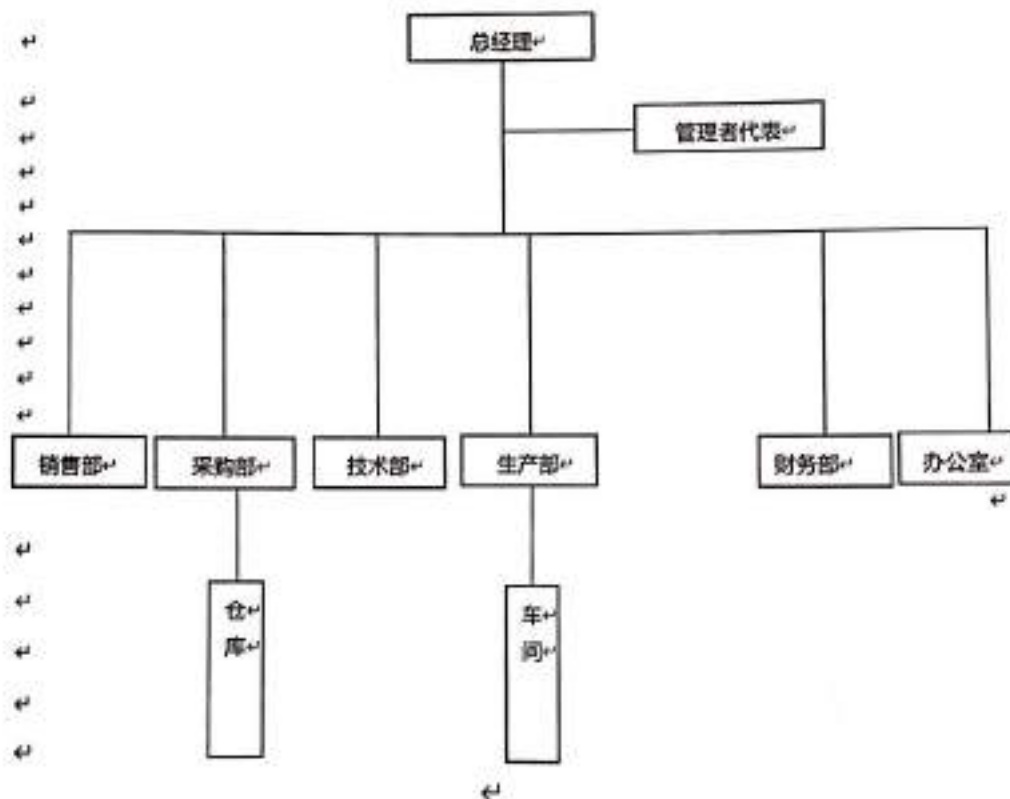 总经理
管理者代表
销售部
采购部
技术部
生产部
财务部
办公室
仓
库
车
间